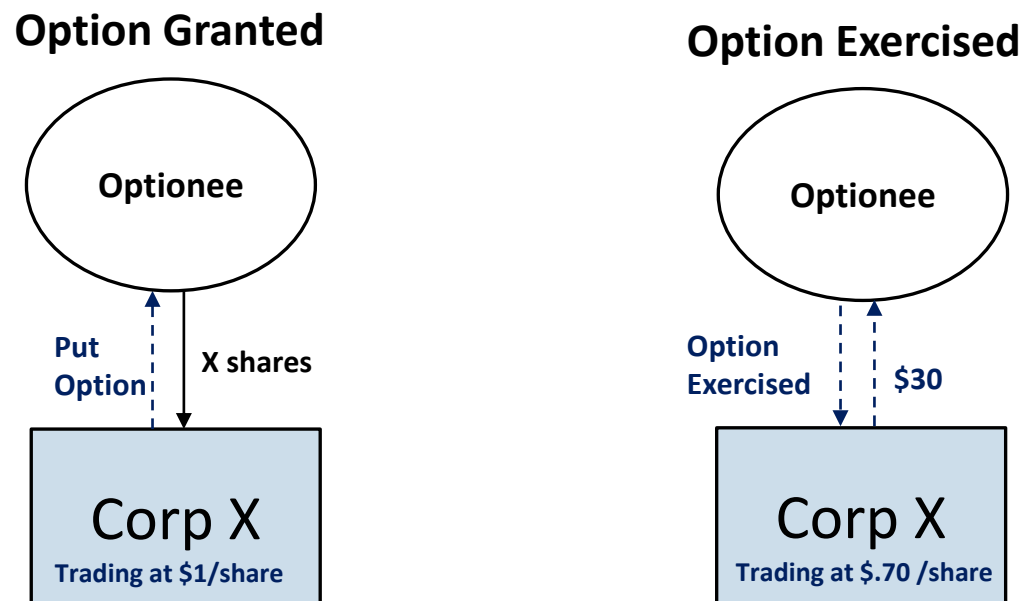 Option Granted
Optionee
Put
Option
X shares
Corp X
Trading at $1/share
Option Exercised
Optionee
Option
Exercised
$30
Corp X
Trading at $.70 /share